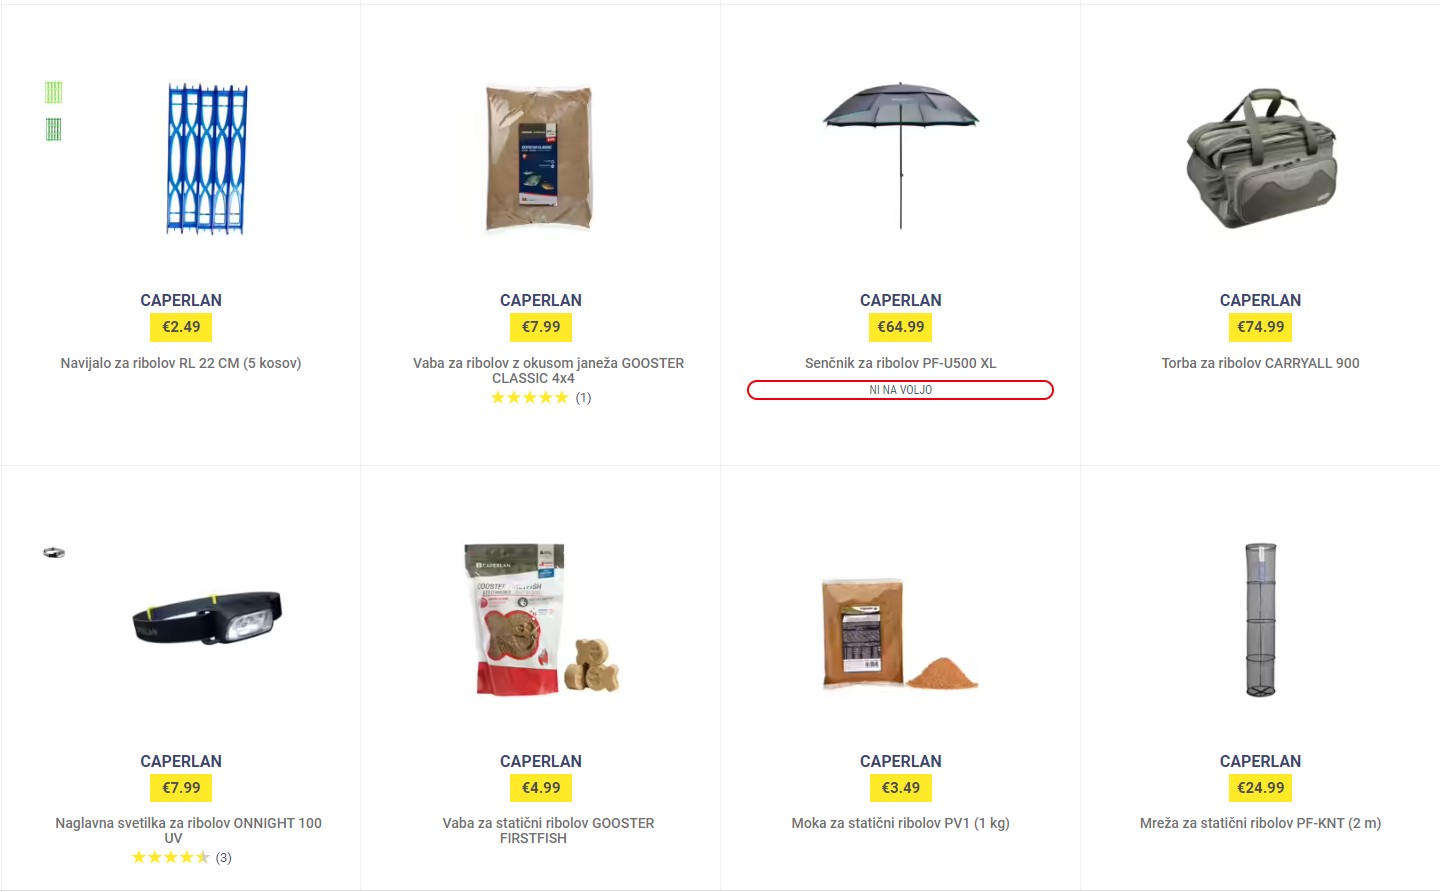 CAPERLAN
€2.49
Navijalo za ribolov RL 22 CM (5 kosov)
CAPERLAN
€7.99
Vaba za ribolov z okusom janeža GOOSTER
CLASSIC 4x4
(1)
CAPERLAN
€64.99
Senčnik za ribolov PF-U500 XL
NI NA VOLJO
CAPERLAN
€74.99
Torba za ribolov CARRYALL 900
CAPERLAN
€7.99
Naglavna svetilka za ribolov ONNIGHT 100
UV
(3)
CAPERLAN
CAPERLAN
€4.99
Vaba za statični ribolov GOOSTER
FIRSTFISH
CAPERLAN
€3.49
Moka za statični ribolov PV1 (1 kg)
CAPERLAN
€24.99
Mreža za statični ribolov PF-KNT (2 m)